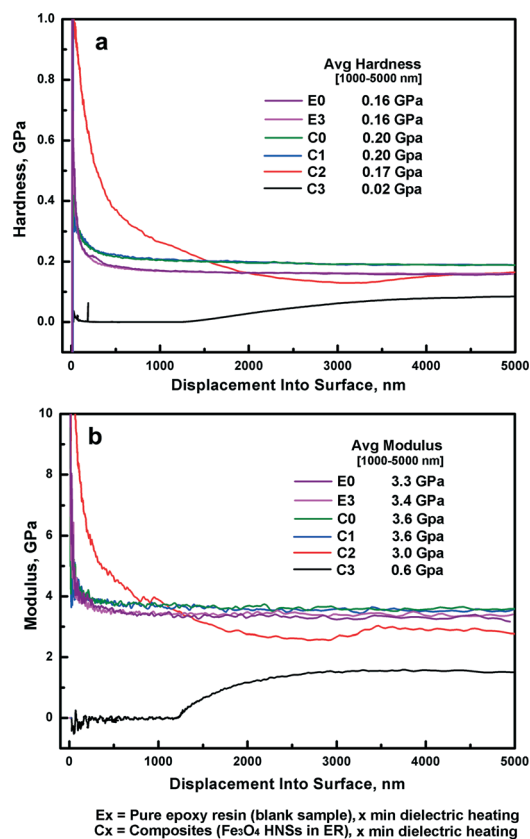 a
Avg Hardness
[1000-5000 nm]
E0 0.16 GPa
E3 0.16 GPa
C0 0.20 Gpa
C1 0.20 Gpa
C2 0.17 Gpa
C3 0.02 Gpa
Hardness, GPa
1.0
0.8
0.6
0.4
0.2
0.0
0 1000 2000 3000 4000 5000
Displacement Into Surface, nm
b
Avg Modulus
[1000-5000 nm]
E0 3.3 GPa
E3 3.4 GPa
C0 3.6 Gpa
C1 3.6 Gpa
C2 3.0 Gpa
C3 0.6 Gpa
Modulus, GPa
10
8
6
4
2
0
0 1000 2000 3000 4000 5000
Displacement Into Surface, nm
Ex = Pure epoxy resin (blank sample), x min dielectric heating
Cx = Composites (Fe₃O₄ HNSs in ER), x min dielectric heating